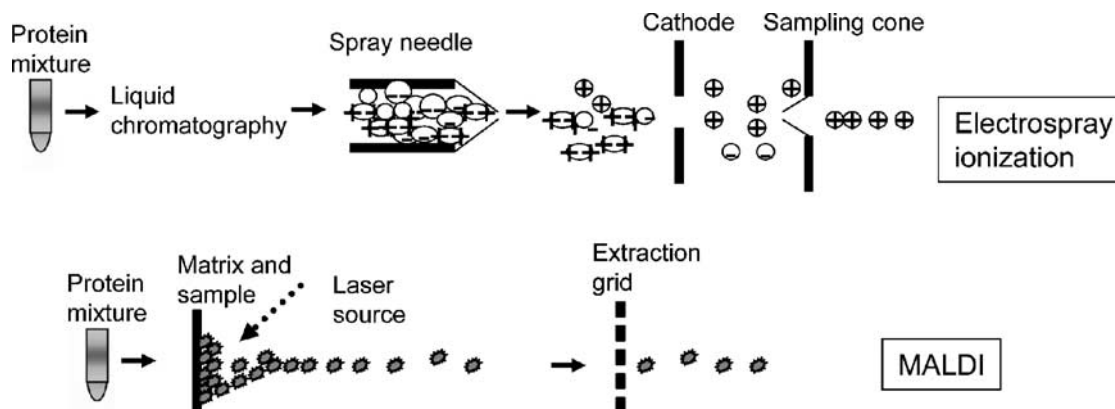 Protein
mixture
Liquid
chromatography
Spray needle
Cathode
Sampling cone
Electrospray
ionization
Protein
mixture
Matrix and
sample
Laser
source
Extraction
grid
MALDI